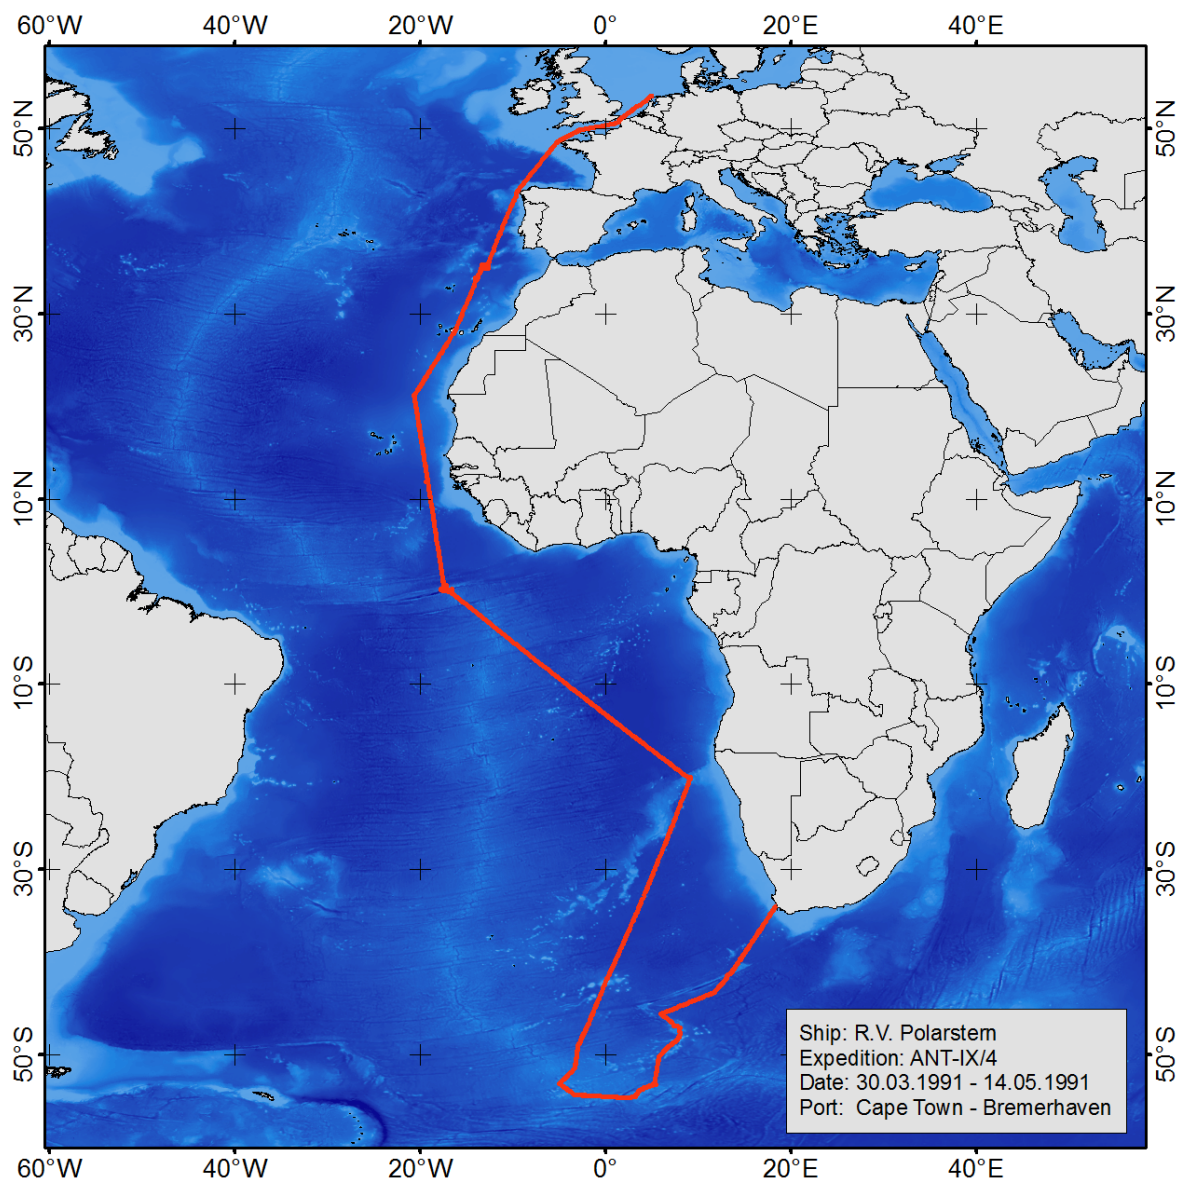 60°W 40°W 20°W 0° 20°E 40°E
50°N 50°N
30°N 30°N
10°N 10°N
10°S 10°S
30°S 30°S
50°S 50°S
Ship: R.V. Polarstern
Expedition: ANT-IX/4
Date: 30.03.1991 - 14.05.1991
Port: Cape Town - Bremerhaven
60°W 40°W 20°W 0° 20°E 40°E